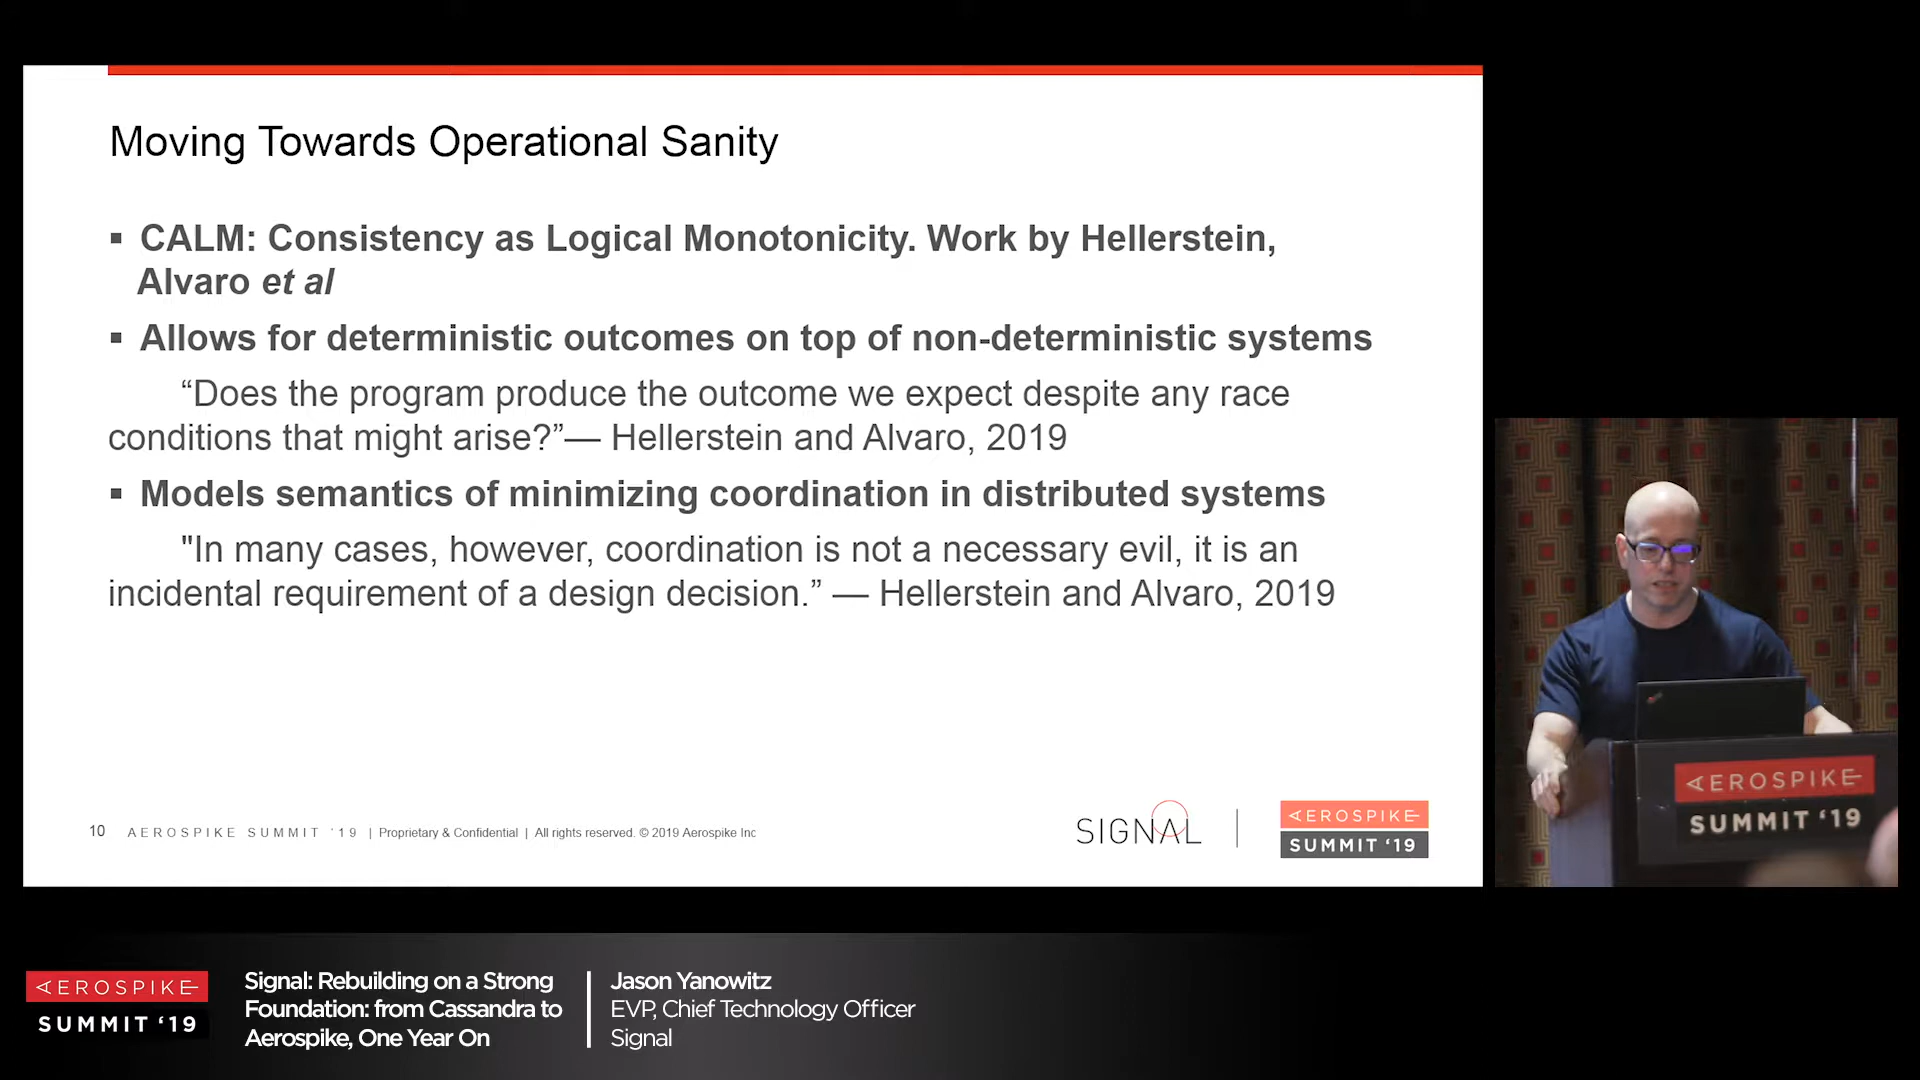 Moving Towards Operational Sanity
▪ CALM: Consistency as Logical Monotonicity. Work by Hellerstein,
Alvaro et al
▪ Allows for deterministic outcomes on top of non-deterministic systems
“Does the program produce the outcome we expect despite any race
conditions that might arise?”— Hellerstein and Alvaro, 2019
▪ Models semantics of minimizing coordination in distributed systems
"In many cases, however, coordination is not a necessary evil, it is an
incidental requirement of a design decision.” — Hellerstein and Alvaro, 2019
10 AEROSPIKE SUMMIT ‘19 | Proprietary & Confidential | All rights reserved. © 2019 Aerospike Inc
SIGNAL
AEROSPIKE
SUMMIT ‘19
AEROSPIKE
SUMMIT ‘19
AEROSPIKE
SUMMIT ‘19
Signal: Rebuilding on a Strong
Foundation: from Cassandra to
Aerospike, One Year On
Jason Yanowitz
EVP, Chief Technology Officer
Signal